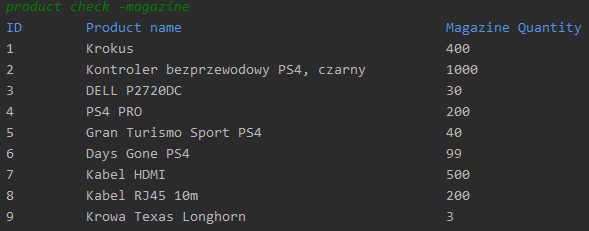 product check -magazine
ID Product name Magazine Quantity
1 Krokus 400
2 Kontroler bezprzewodowy PS4, czarny 1000
3 DELL P2720DC 30
4 PS4 PRO 200
5 Gran Turismo Sport PS4 40
6 Days Gone PS4 99
7 Kabel HDMI 500
8 Kabel RJ45 10m 200
9 Krowa Texas Longhorn 3